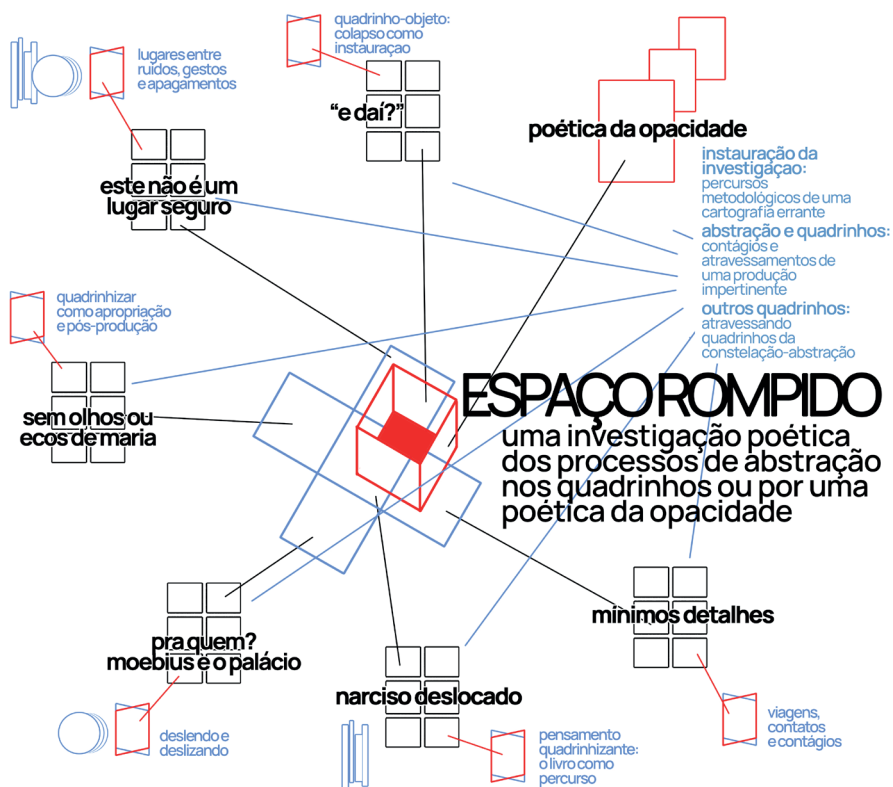 lugares entre
ruídos, gestos
e apagamentos
quadrinho-objeto:
colapso como
instauraçao
“e daí?”
poética da opacidade
este não é um
lugar seguro
instauração da
investigaçao:
percursos
metodológicos de uma
cartografia errante
abstração e quadrinhos:
contágios e
atravessamentos de
uma produção
impertinente
outros quadrinhos:
atravessando
quadrinhos da
constelação-abstração
quadrinhizar
como apropriação
e pós-produção
sem olhos ou
ecos de maria
ESPAÇO ROMPIDO
uma investigação poética
dos processos de abstração
nos quadrinhos ou por uma
poética da opacidade
pra quem?
moebius e o palácio
deslendo e
deslizando
narciso deslocado
pensamento
quadrinhizante:
o livro como
percurso
mínimos detalhes
viagens,
contatos
e contágios